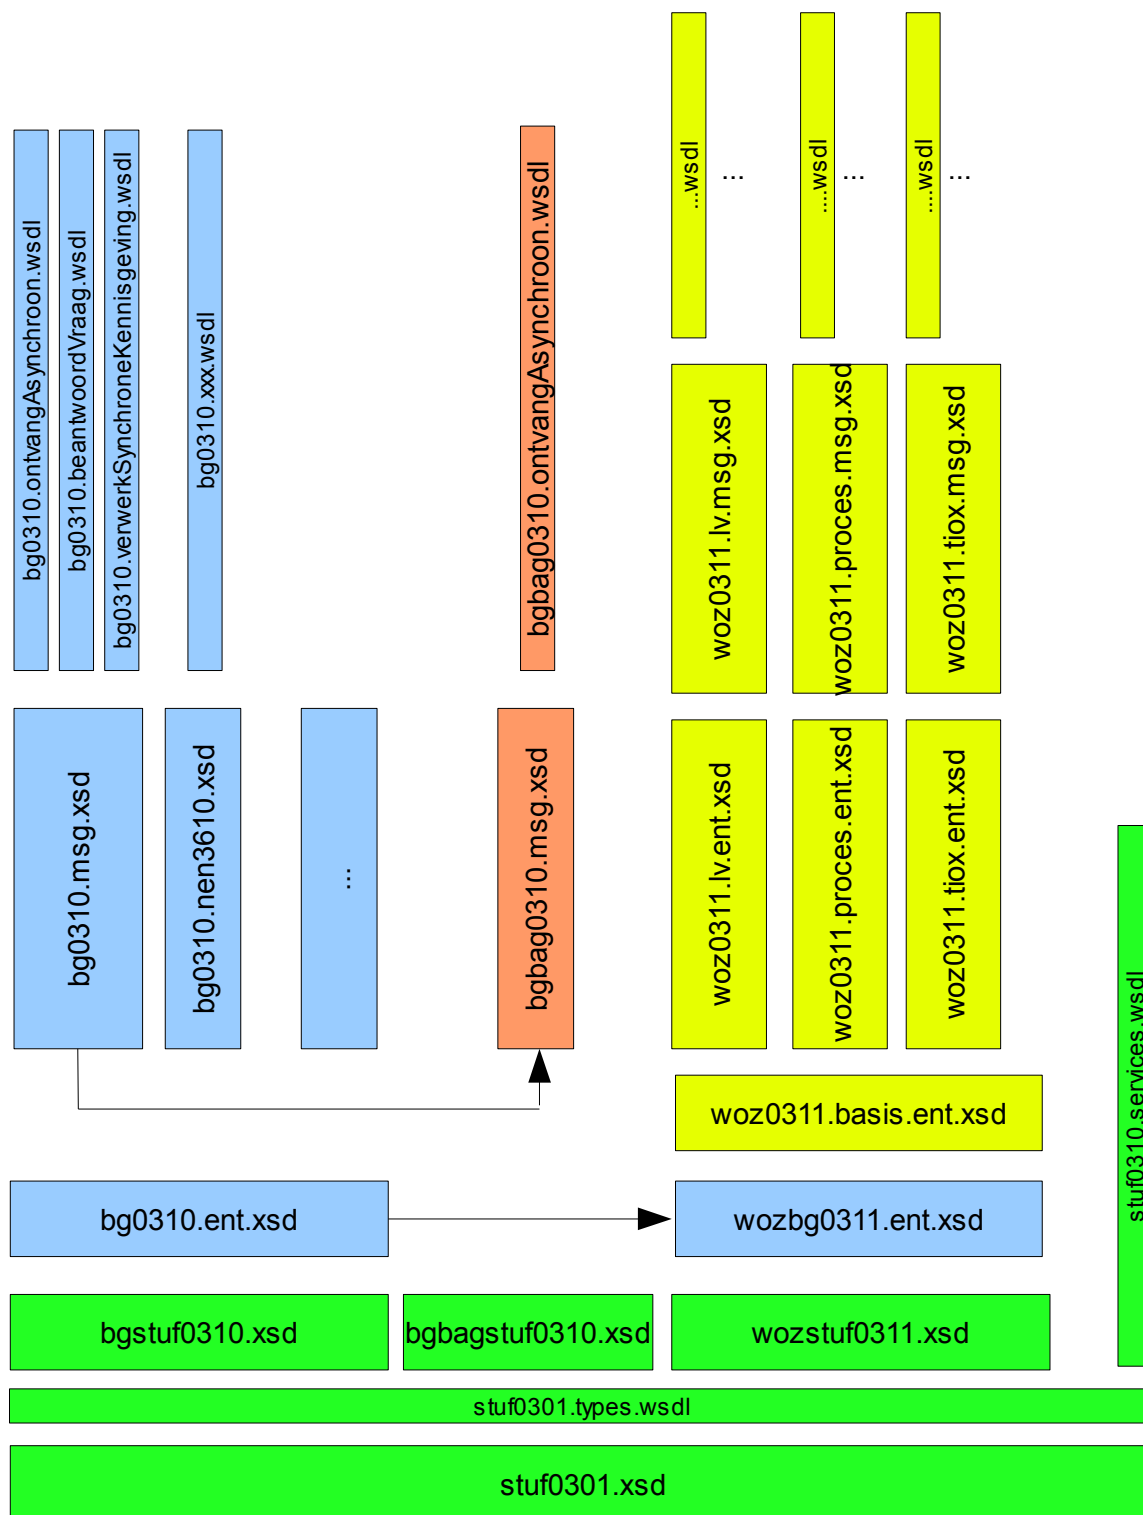 ...wsdl
...
....wsdl
...
....wsdl
...
bg0310.ontvangAsynchroon.wsdl
bg0310.beantwoordVraag.wsdl
bg0310.verwerkSynchroneKennisgeving.wsdl
bg0310.xxx.wsdl
bgbag0310.ontvangAsynchroon.wsdl
woz0311.lv.msg.xsd
woz0311.proces.msg.xsd
woz0311.tiox.msg.xsd
bg0310.msg.xsd
bg0310.nen3610.xsd
...
bgbag0310.msg.xsd
woz0311.lv.ent.xsd
woz0311.proces.ent.xsd
woz0311.tiox.ent.xsd
stuf0310.services.wsdl
woz0311.basis.ent.xsd
bg0310.ent.xsd
wozbg0311.ent.xsd
bgstuf0310.xsd
bgbagstuf0310.xsd
wozstuf0311.xsd
stuf0301.types.wsdl
stuf0301.xsd